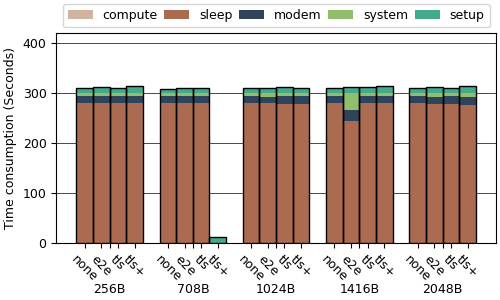 compute sleep modem system setup
Time consumption (Seconds)
400
300
200
100
0
none e2e tls tls+ none e2e tls tls+ none e2e tls tls+ none e2e tls tls+ none e2e tls tls+
256B 708B 1024B 1416B 2048B